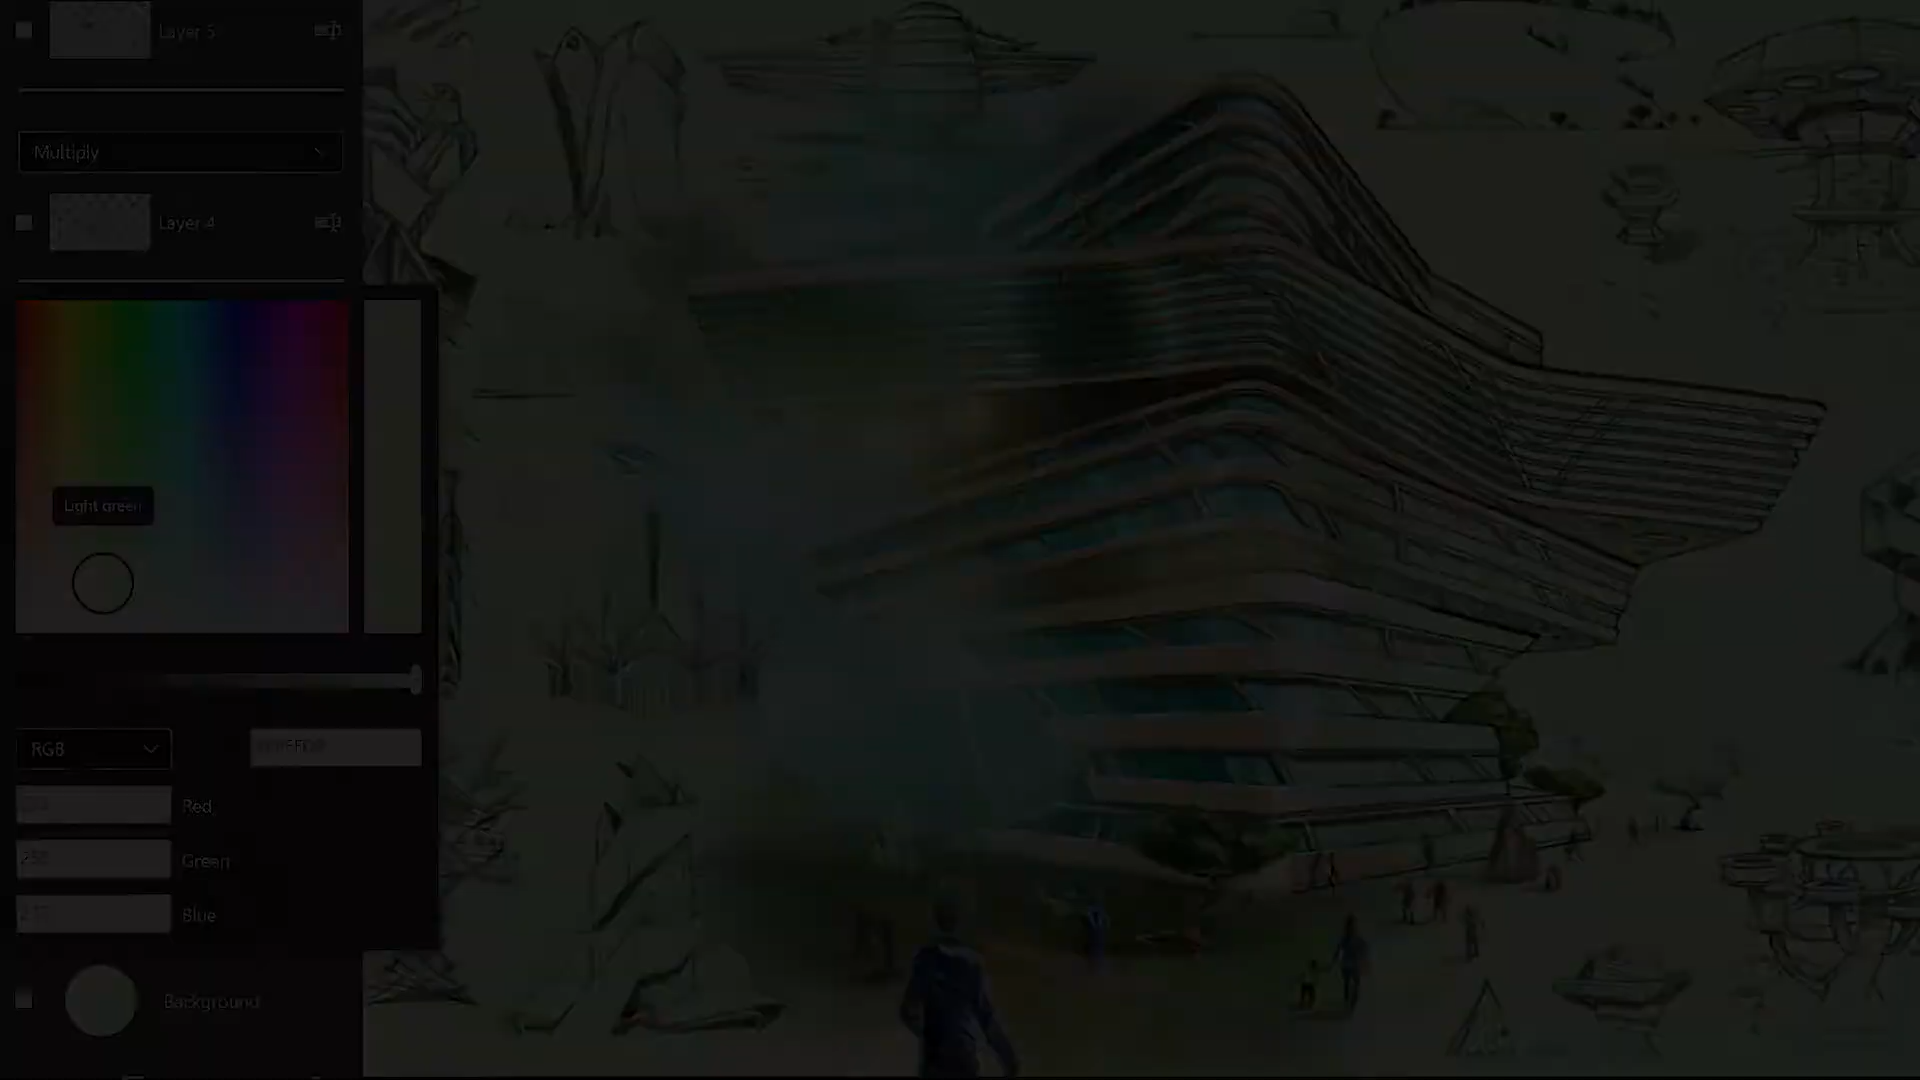 Layer 5
Multiply
Layer 4
Light green
RGB
Red
Green
Blue
Background